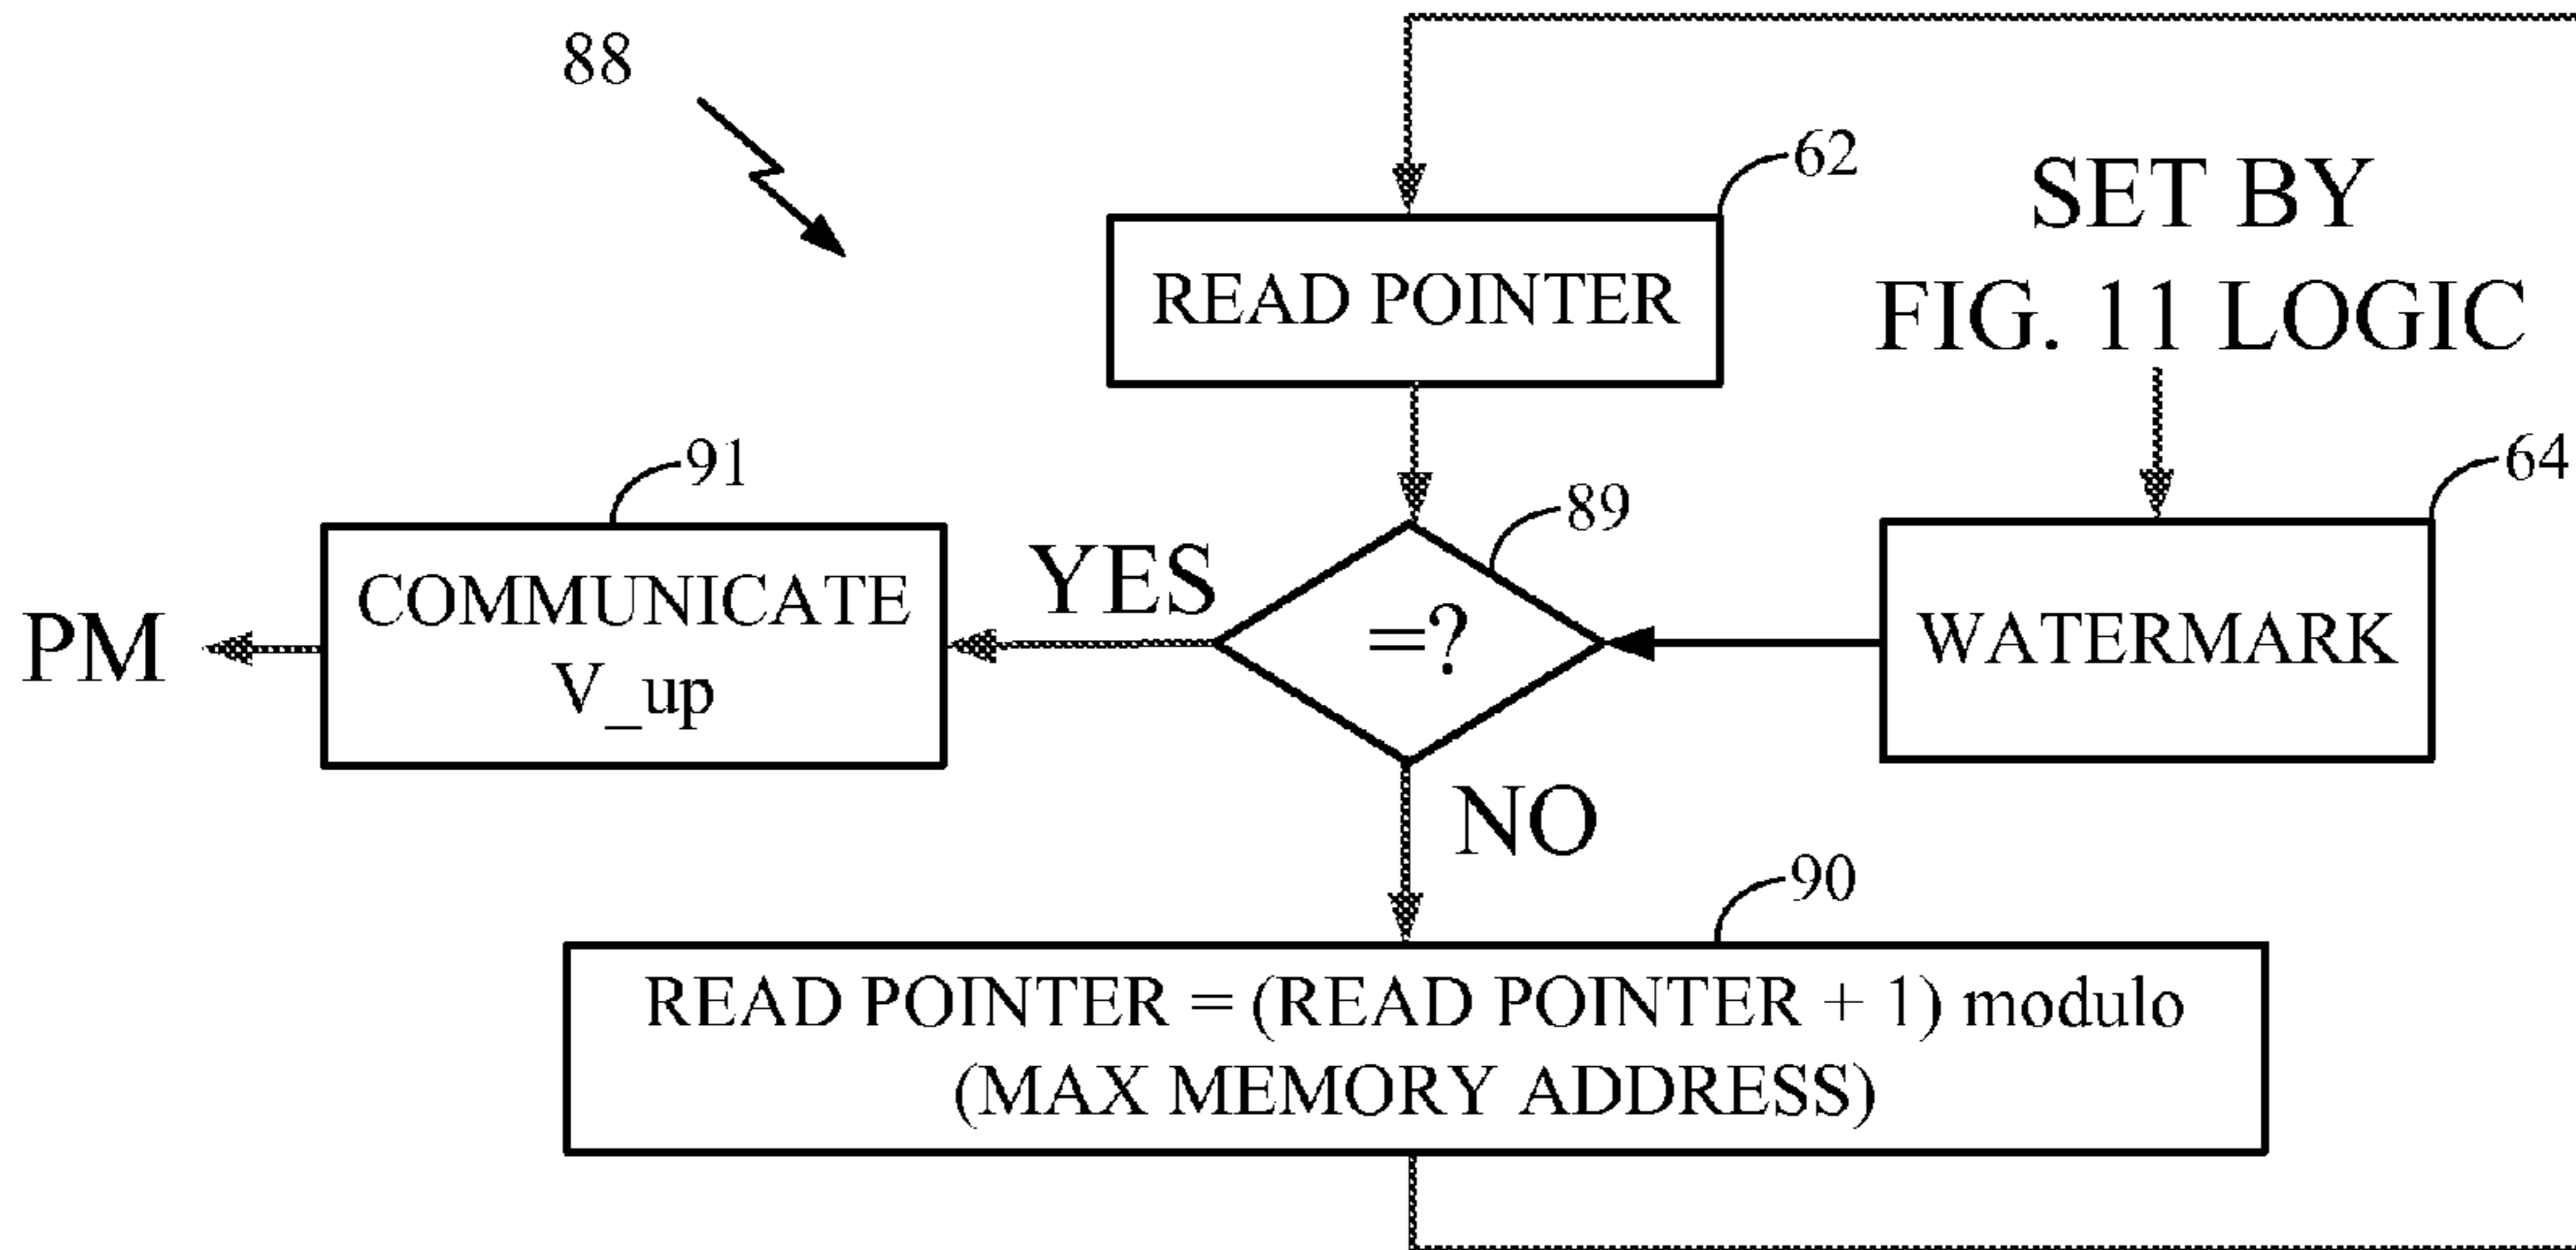 88
62
SET BY
FIG. 11 LOGIC
READ POINTER
91
89
64
PM
COMMUNICATE
V_up
YES
=?
WATERMARK
NO
90
READ POINTER = (READ POINTER + 1) modulo
(MAX MEMORY ADDRESS)